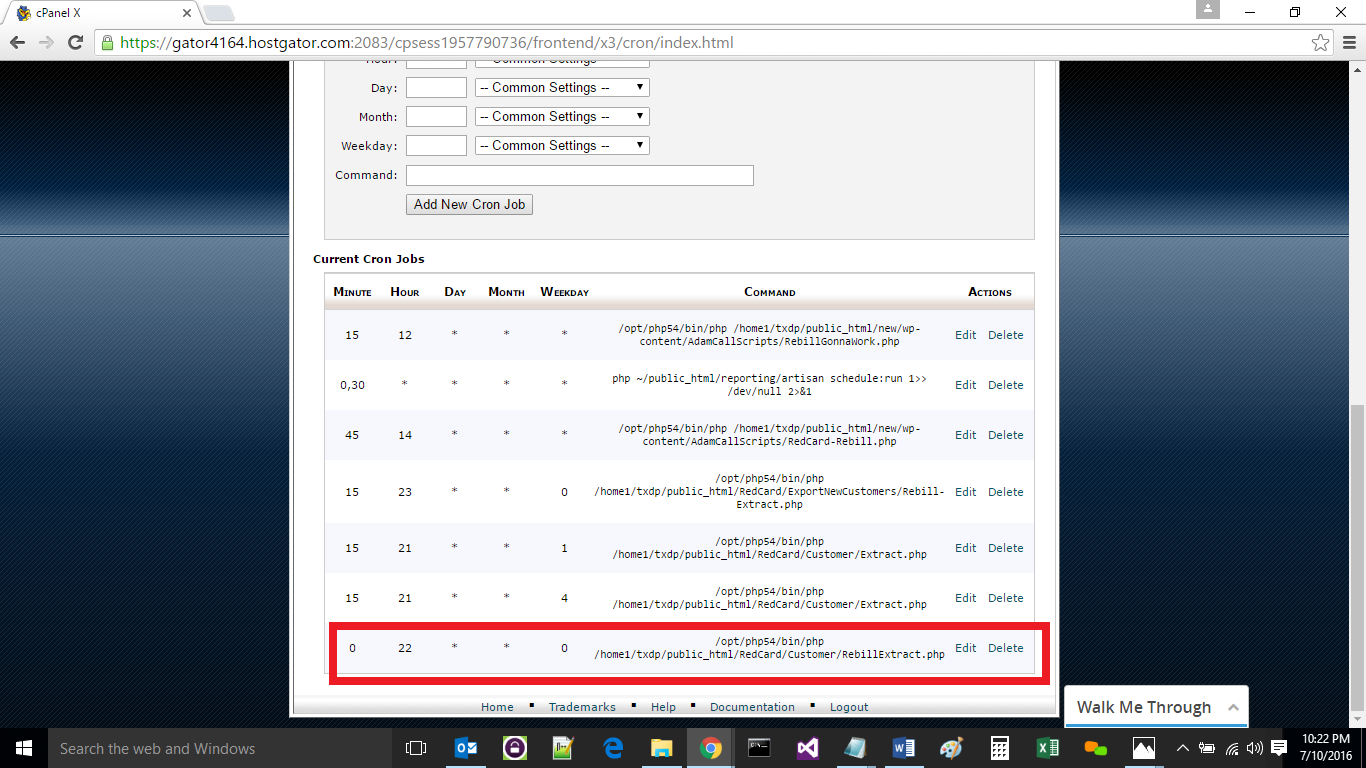 cPanel X
https://gator4164.hostgator.com:2083/cpsess1957790736/frontend/x3/cron/index.html
Hour: -- Common Settings --
Day: -- Common Settings --
Month: -- Common Settings --
Weekday: -- Common Settings --
Command:
Add New Cron Job
Current Cron Jobs
Minute Hour Day Month Weekday Command Actions
/opt/php54/bin/php /home1/txdp/public_html/new/wp-
15 12 * * * Edit Delete
content/AdamCallScripts/RebillGonnaWork.php
php ~/public_html/reporting/artisan schedule:run 1>>
0,30 * * * * Edit Delete
/dev/null 2>&1
/opt/php54/bin/php /home1/txdp/public_html/new/wp-
45 14 * * * Edit Delete
content/AdamCallScripts/RedCard-Rebill.php
/opt/php54/bin/php
15 23 * * 0 /home1/txdp/public_html/RedCard/ExportNewCustomers/Rebill- Edit Delete
Extract.php
/opt/php54/bin/php
15 21 * * 1 Edit Delete
/home1/txdp/public_html/RedCard/Customer/Extract.php
/opt/php54/bin/php
15 21 * * 4 Edit Delete
/home1/txdp/public_html/RedCard/Customer/Extract.php
/opt/php54/bin/php
0 22 * * 0 Edit Delete
/home1/txdp/public_html/RedCard/Customer/RebillExtract.php
Home ▪ Trademarks ▪ Help ▪ Documentation ▪ Logout
Walk Me Through
Search the web and Windows
10:22 PM
7/10/2016